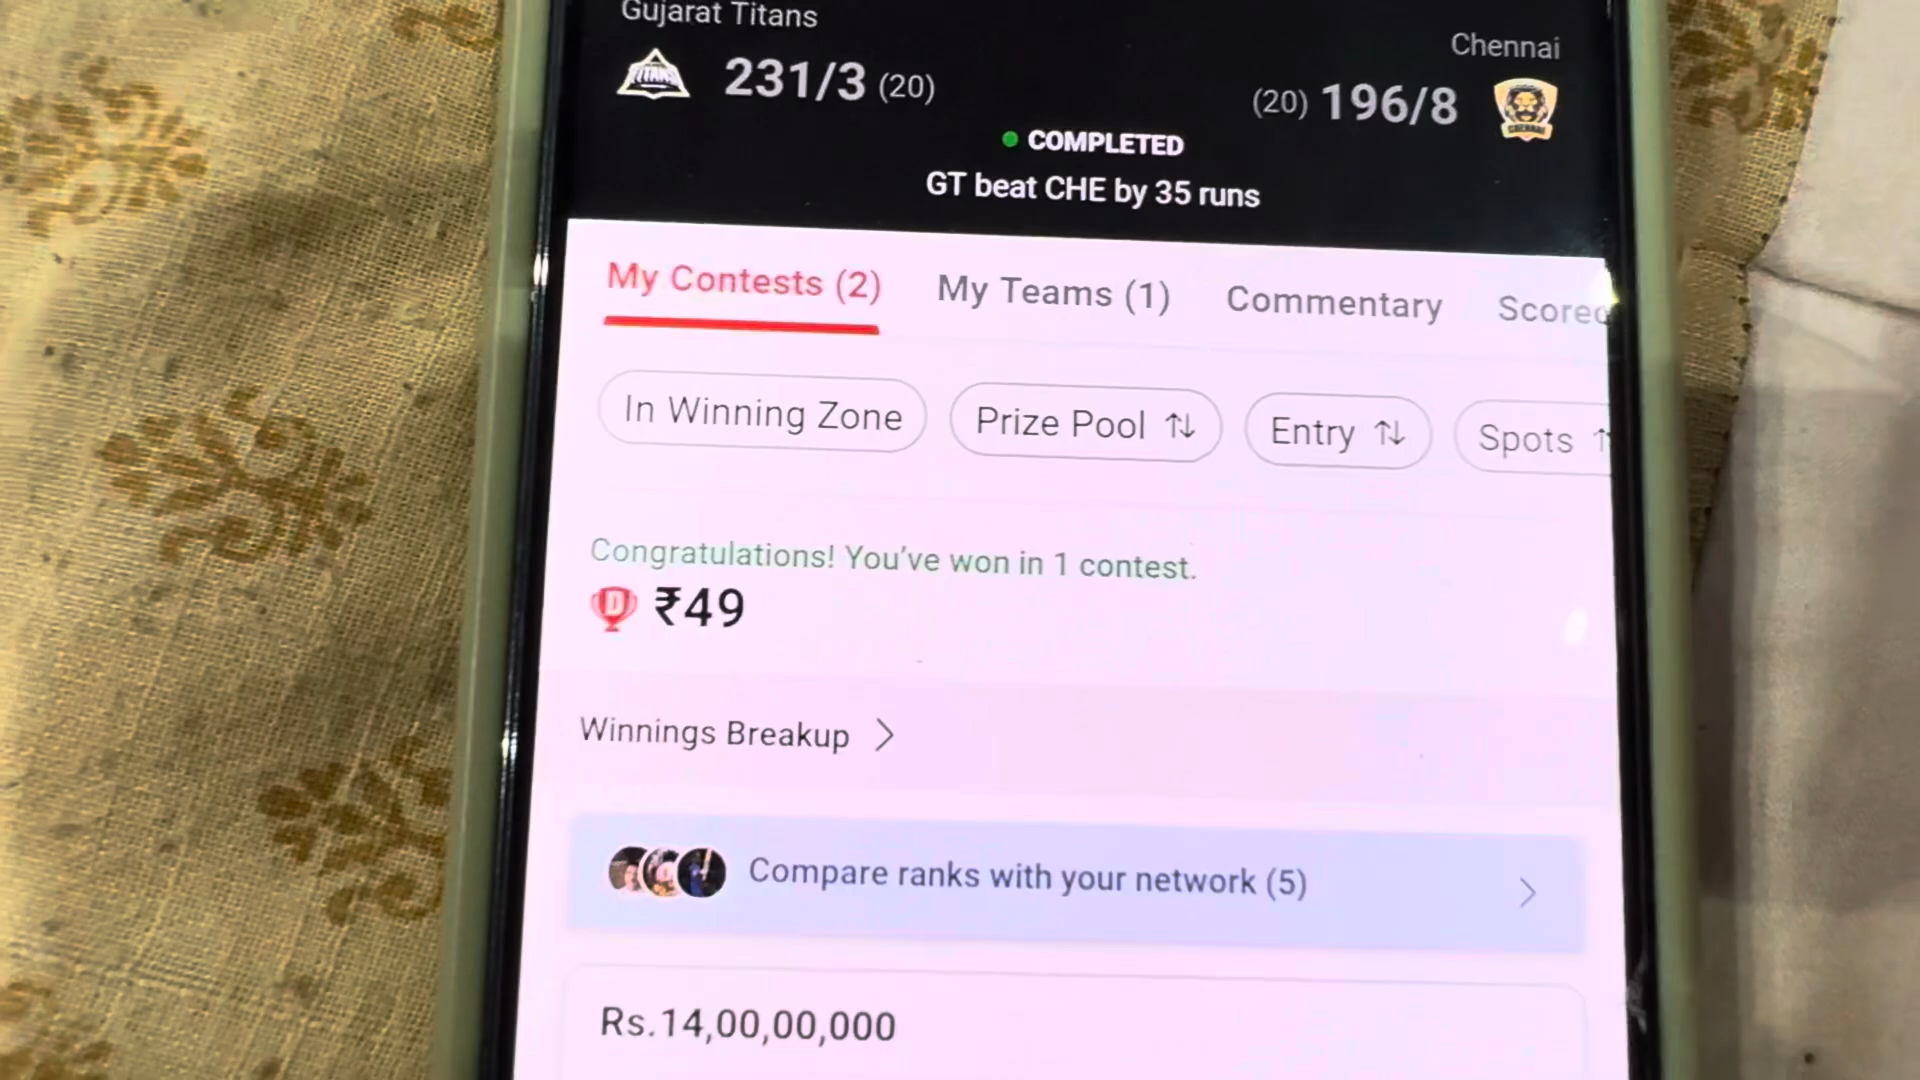 Gujarat Titans
Chennai
TITANS 231/3 (20)
(20) 196/8
CHENNAI
COMPLETED
GT beat CHE by 35 runs
My Contests (2) My Teams (1) Commentary Scorec
In Winning Zone Prize Pool ↑↓ Entry ↑↓ Spots ↑
Congratulations! You've won in 1 contest.
D ₹49
Winnings Breakup >
Compare ranks with your network (5) >
Rs.14,00,00,000